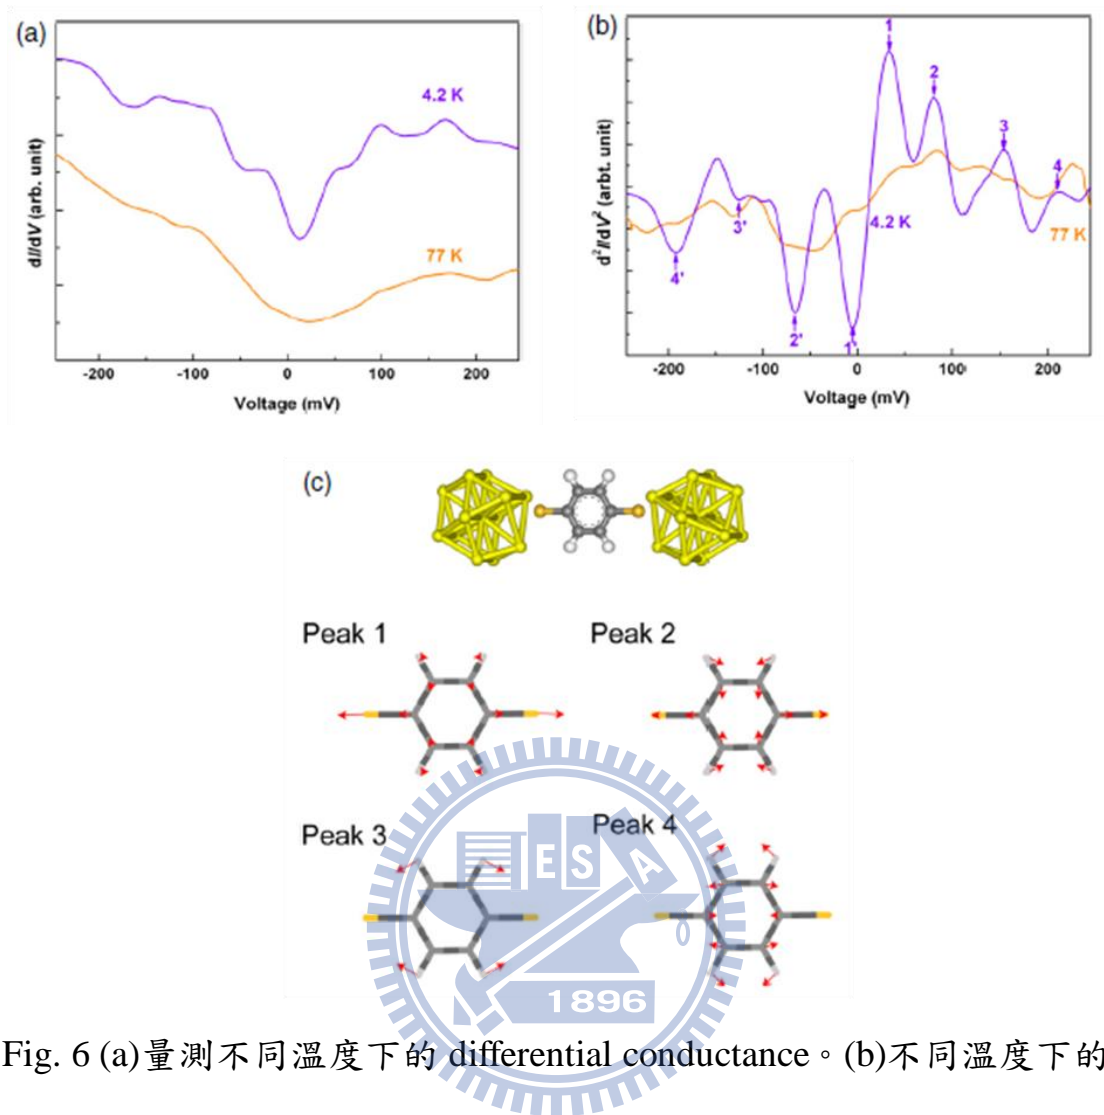 (a)
4.2 K
77 K
dI/dV (arb. unit)
-200 -100 0 100 200
Voltage (mV)
(b)
1
2
3
4
4.2 K
77 K
3'
4'
2'
1'
d²I/dV² (arbt. unit)
-200 -100 0 100 200
Voltage (mV)
(c)
Peak 1 Peak 2
Peak 3 Peak 4
ES
A
1896
Fig. 6 (a)量測不同溫度下的 differential conductance。(b)不同溫度下的